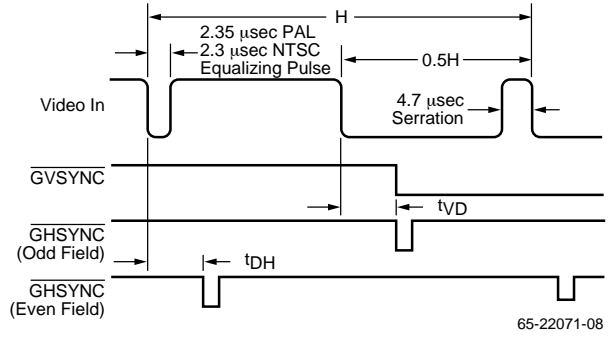 H
2.35 μsec PAL
2.3 μsec NTSC
Equalizing Pulse
0.5H
Video In
4.7 μsec
Serration
GVSYNC
tVD
GHSYNC
(Odd Field)
tDH
GHSYNC
(Even Field)
65-22071-08